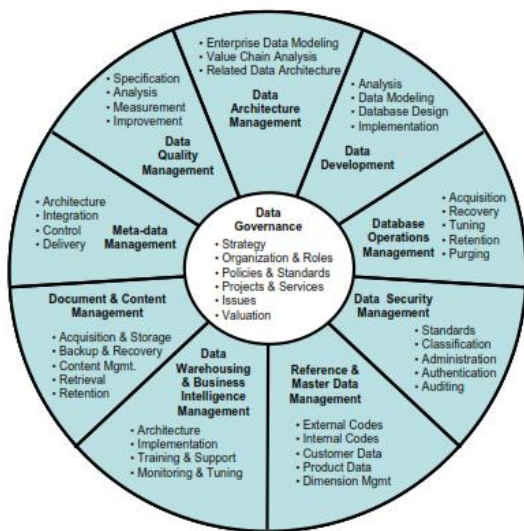 • Enterprise Data Modeling
• Value Chain Analysis
• Related Data Architecture
Data
Architecture
Management
• Analysis
• Data Modeling
• Database Design
• Implementation
Data
Development
• Acquisition
• Recovery
• Tuning
• Retention
• Purging
Database
Operations
Management
Data Security
Management
• Standards
• Classification
• Administration
• Authentication
• Auditing
Reference &
Master Data
Management
• External Codes
• Internal Codes
• Customer Data
• Product Data
• Dimension Mgmt
Data
Warehousing
& Business
Intelligence
Management
• Architecture
• Implementation
• Training & Support
• Monitoring & Tuning
Document & Content
Management
• Acquisition & Storage
• Backup & Recovery
• Content Mgmt.
• Retrieval
• Retention
• Architecture
• Integration
• Control
• Delivery
Meta-data
Management
• Specification
• Analysis
• Measurement
• Improvement
Data
Quality
Management
Data
Governance
• Strategy
• Organization & Roles
• Policies & Standards
• Projects & Services
• Issues
• Valuation